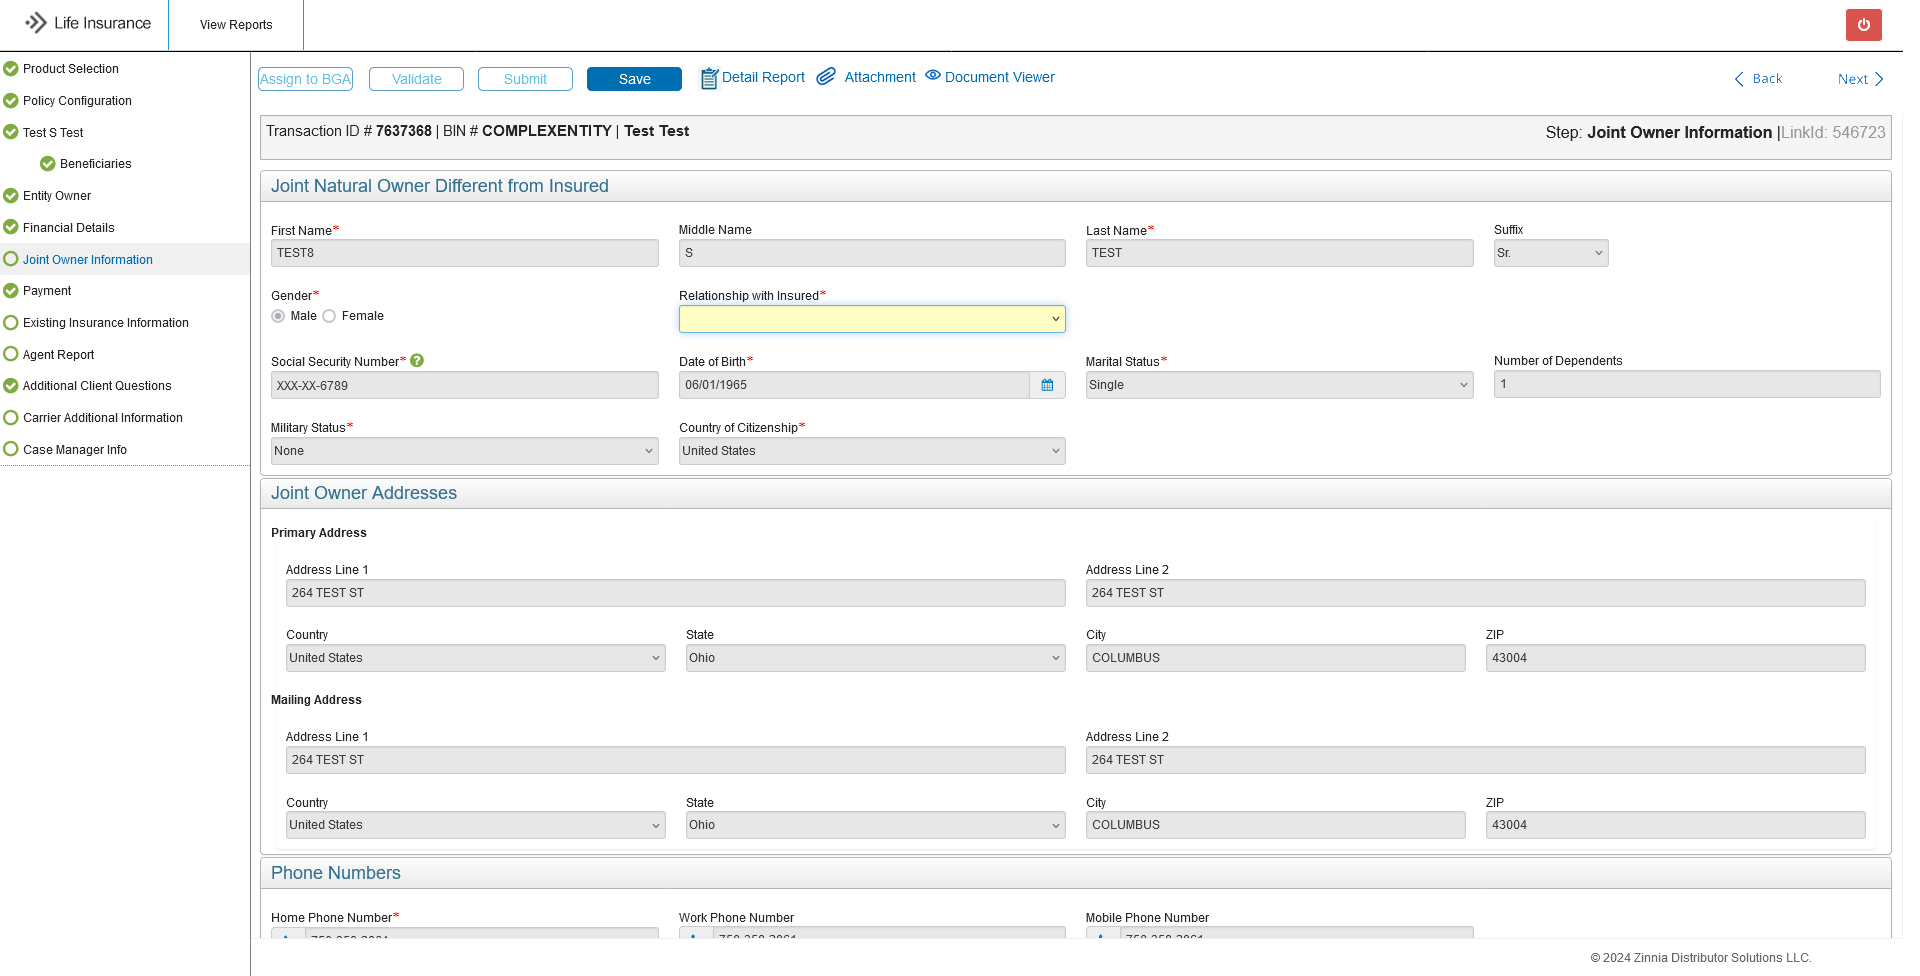 Life Insurance
View Reports
Product Selection
Policy Configuration
Test S Test
Beneficiaries
Entity Owner
Financial Details
Joint Owner Information
Payment
Existing Insurance Information
Agent Report
Additional Client Questions
Carrier Additional Information
Case Manager Info
Assign to BGA Validate Submit Save Detail Report Attachment Document Viewer Back Next
Transaction ID # 7637368 | BIN # COMPLEXENTITY | Test Test
Step: Joint Owner Information |LinkId: 546723
Joint Natural Owner Different from Insured
First Name* Middle Name Last Name* Suffix
TEST8 S TEST Sr.
Gender* Relationship with Insured*
Male Female
Social Security Number* ? Date of Birth* Marital Status* Number of Dependents
XXX-XX-6789 06/01/1965 Single 1
Military Status* Country of Citizenship*
None United States
Joint Owner Addresses
Primary Address
Address Line 1 Address Line 2
264 TEST ST 264 TEST ST
Country State City ZIP
United States Ohio COLUMBUS 43004
Mailing Address
Address Line 1 Address Line 2
264 TEST ST 264 TEST ST
Country State City ZIP
United States Ohio COLUMBUS 43004
Phone Numbers
Home Phone Number* Work Phone Number Mobile Phone Number
© 2024 Zinnia Distributor Solutions LLC.